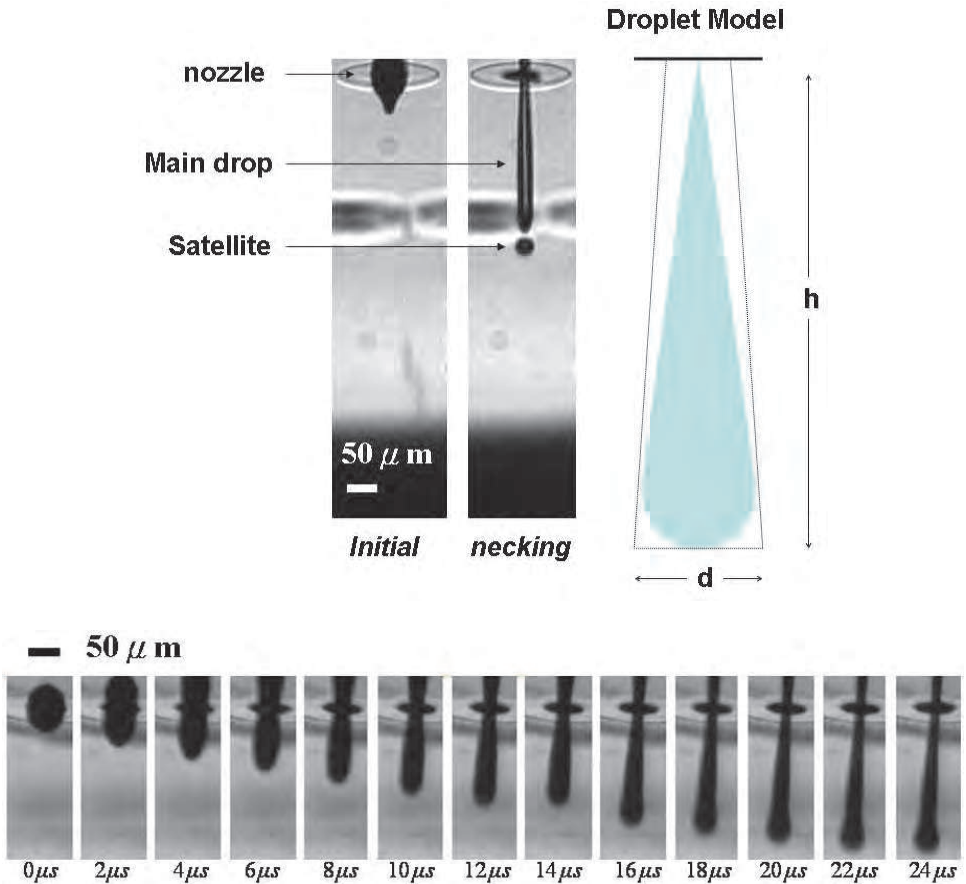 Droplet Model
nozzle
Main drop
Satellite
h
50 μ m
Initial
necking
d
50 μ m
0μs 2μs 4μs 6μs 8μs 10μs 12μs 14μs 16μs 18μs 20μs 22μs 24μs